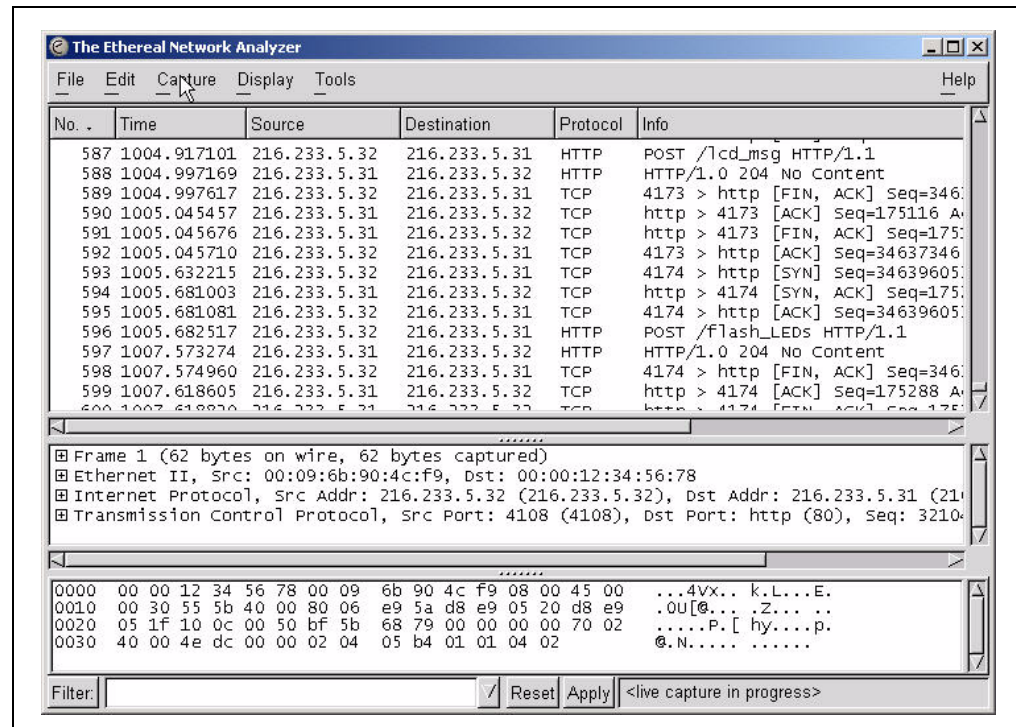 The Ethereal Network Analyzer
File Edit Capture Display Tools Help
No. Time Source Destination Protocol Info
587 1004.917101 216.233.5.32 216.233.5.31 HTTP POST /lcd_msg HTTP/1.1
588 1004.997169 216.233.5.31 216.233.5.32 HTTP HTTP/1.0 204 No Content
589 1004.997617 216.233.5.32 216.233.5.31 TCP 4173 > http [FIN, ACK] Seq=346
590 1005.045457 216.233.5.31 216.233.5.32 TCP http > 4173 [ACK] Seq=175116 A
591 1005.045676 216.233.5.31 216.233.5.32 TCP http > 4173 [FIN, ACK] Seq=175
592 1005.045710 216.233.5.32 216.233.5.31 TCP 4173 > http [ACK] Seq=34637346
593 1005.632215 216.233.5.32 216.233.5.31 TCP 4174 > http [SYN] Seq=34639605
594 1005.681003 216.233.5.31 216.233.5.32 TCP http > 4174 [SYN, ACK] Seq=175
595 1005.681081 216.233.5.32 216.233.5.31 TCP 4174 > http [ACK] Seq=34639605
596 1005.682517 216.233.5.32 216.233.5.31 HTTP POST /flash_LEDs HTTP/1.1
597 1007.573274 216.233.5.31 216.233.5.32 HTTP HTTP/1.0 204 No Content
598 1007.574960 216.233.5.32 216.233.5.31 TCP 4174 > http [FIN, ACK] Seq=346
599 1007.618605 216.233.5.31 216.233.5.32 TCP http > 4174 [ACK] Seq=175288 A
Frame 1 (62 bytes on wire, 62 bytes captured)
Ethernet II, Src: 00:09:6b:90:4c:f9, Dst: 00:00:12:34:56:78
Internet Protocol, Src Addr: 216.233.5.32 (216.233.5.32), Dst Addr: 216.233.5.31 (21
Transmission Control Protocol, Src Port: 4108 (4108), Dst Port: http (80), Seq: 3210
0000 00 00 12 34 56 78 00 09 6b 90 4c f9 08 00 45 00 ...4Vx.. k.L...E.
0010 00 30 55 5b 40 00 80 06 e9 5a d8 e9 05 20 d8 e9 .0U[@... .Z... ..
0020 05 1f 10 0c 00 50 bf 5b 68 79 00 00 00 00 70 02 .....P.[ hy....p.
0030 40 00 4e dc 00 00 02 04 05 b4 01 01 04 02 @.N..... ......
Filter: Reset Apply <live capture in progress>